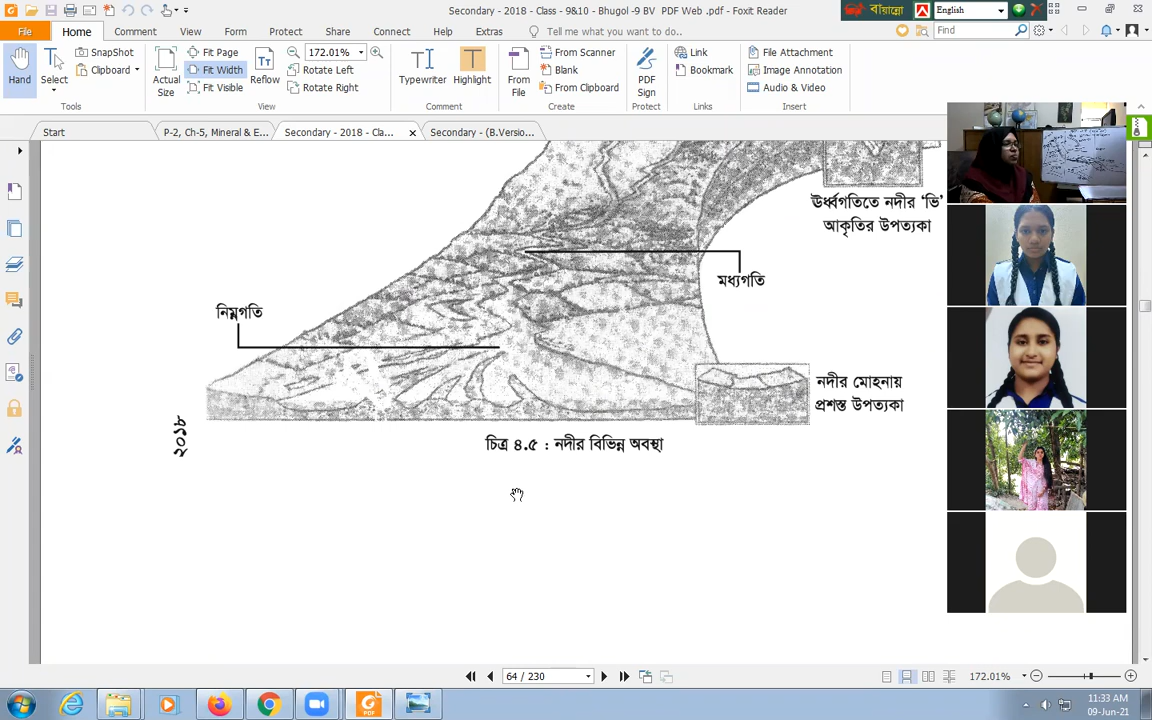 Secondary - 2018 - Class - 9&10 - Bhugol -9 BV PDF Web .pdf - Foxit Reader
বাঁয়ান্নো
English
File
Home
Comment
View
Form
Protect
Share
Connect
Help
Extras
Tell me what you want to do..
Find
Hand
Select
SnapShot
Clipboard
Actual Size
Fit Page
Fit Width
Fit Visible
Reflow
172.01%
Rotate Left
Rotate Right
Typewriter
Highlight
From File
From Scanner
Blank
From Clipboard
PDF Sign
Link
Bookmark
File Attachment
Image Annotation
Audio & Video
Tools
View
Comment
Create
Protect
Links
Insert
Start
P-2, Ch-5, Mineral & E...
Secondary - 2018 - Cla...
Secondary - (B.Versio...
ঊর্ধ্বগতিতে নদীর 'ভি'
আকৃতির উপত্যকা
মধ্যগতি
নিম্নগতি
নদীর মোহনায়
প্রশস্ত উপত্যকা
২০১৮
চিত্র ৪.৫ : নদীর বিভিন্ন অবস্থা
64 / 230
172.01%
PDF
11:33 AM
09-Jun-21